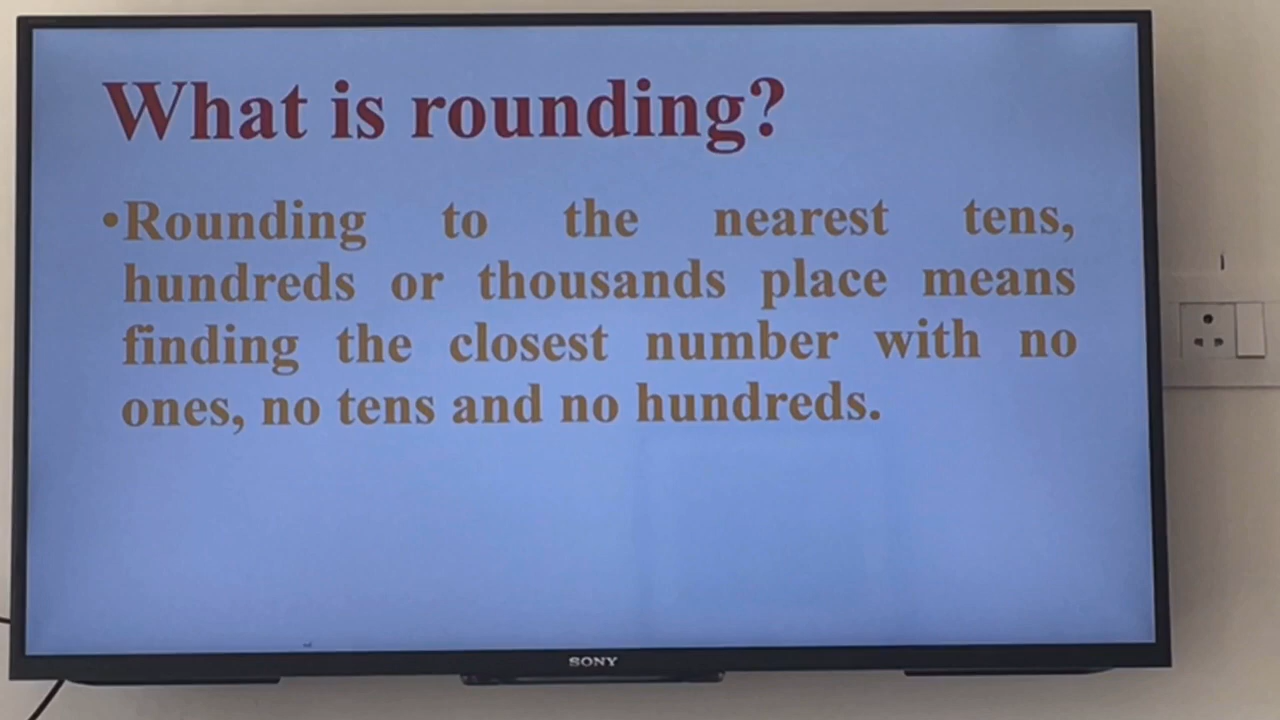 What is rounding?
•Rounding to the nearest tens,
hundreds or thousands place means
finding the closest number with no
ones, no tens and no hundreds.
SONY